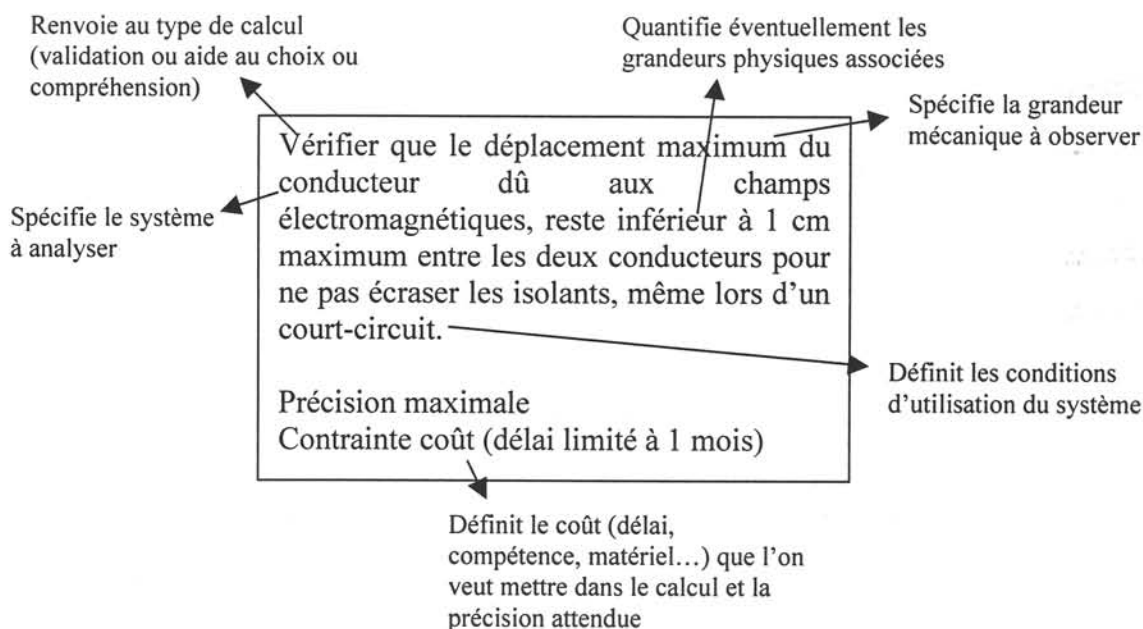 Renvoie au type de calcul
(validation ou aide au choix ou
compréhension)
Quantifie éventuellement les
grandeurs physiques associées
Spécifie la grandeur
mécanique à observer
Spécifie le système
à analyser
Vérifier que le déplacement maximum du
conducteur dû aux champs
électromagnétiques, reste inférieur à 1 cm
maximum entre les deux conducteurs pour
ne pas écraser les isolants, même lors d'un
court-circuit.
Précision maximale
Contrainte coût (délai limité à 1 mois)
Définit les conditions
d'utilisation du système
Définit le coût (délai,
compétence, matériel…) que l'on
veut mettre dans le calcul et la
précision attendue